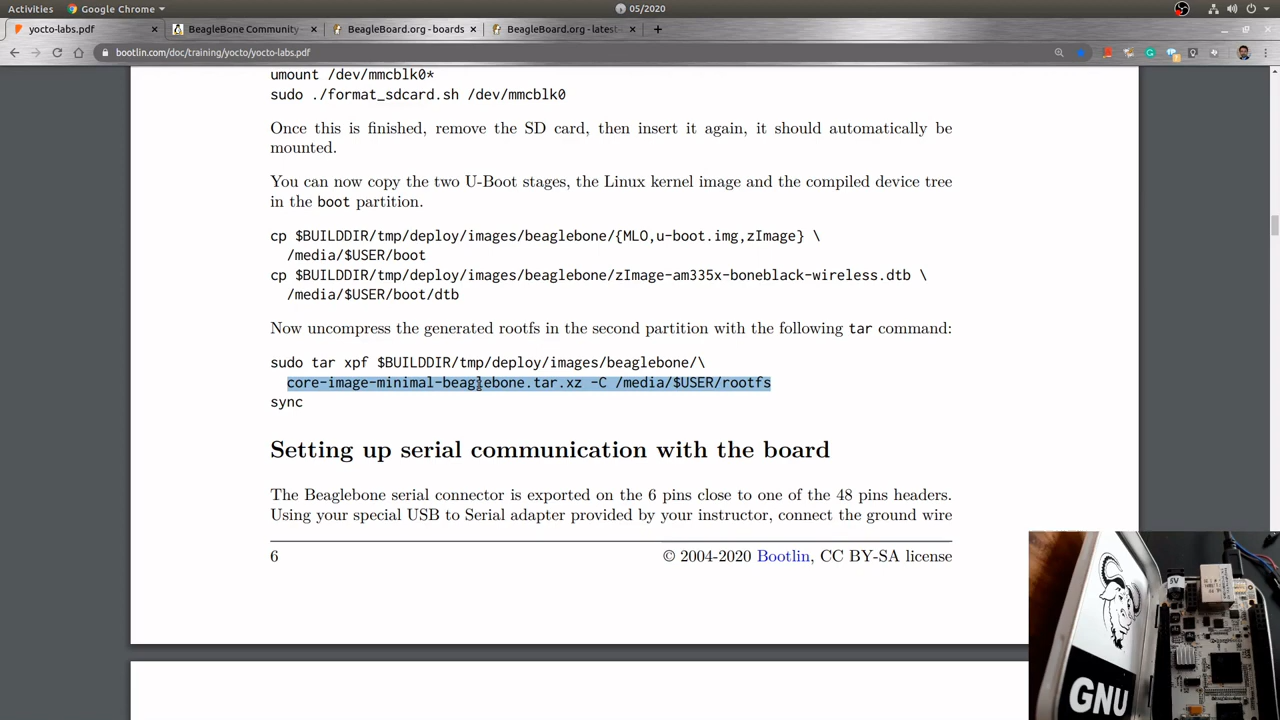 Activities
Google Chrome
05/2020
yocto-labs.pdf
BeagleBone Community
BeagleBoard.org - boards
BeagleBoard.org - latest-
bootlin.com/doc/training/yocto/yocto-labs.pdf
umount /dev/mmcblk0*
sudo ./format_sdcard.sh /dev/mmcblk0
Once this is finished, remove the SD card, then insert it again, it should automatically be
mounted.
You can now copy the two U-Boot stages, the Linux kernel image and the compiled device tree
in the boot partition.
cp $BUILDDIR/tmp/deploy/images/beaglebone/{MLO,u-boot.img,zImage} \
/media/$USER/boot
cp $BUILDDIR/tmp/deploy/images/beaglebone/zImage-am335x-boneblack-wireless.dtb \
/media/$USER/boot/dtb
Now uncompress the generated rootfs in the second partition with the following tar command:
sudo tar xpf $BUILDDIR/tmp/deploy/images/beaglebone/\
core-image-minimal-beaglebone.tar.xz -C /media/$USER/rootfs
sync
Setting up serial communication with the board
The Beaglebone serial connector is exported on the 6 pins close to one of the 48 pins headers.
Using your special USB to Serial adapter provided by your instructor, connect the ground wire
6
© 2004-2020 Bootlin, CC BY-SA license
5V
GNU